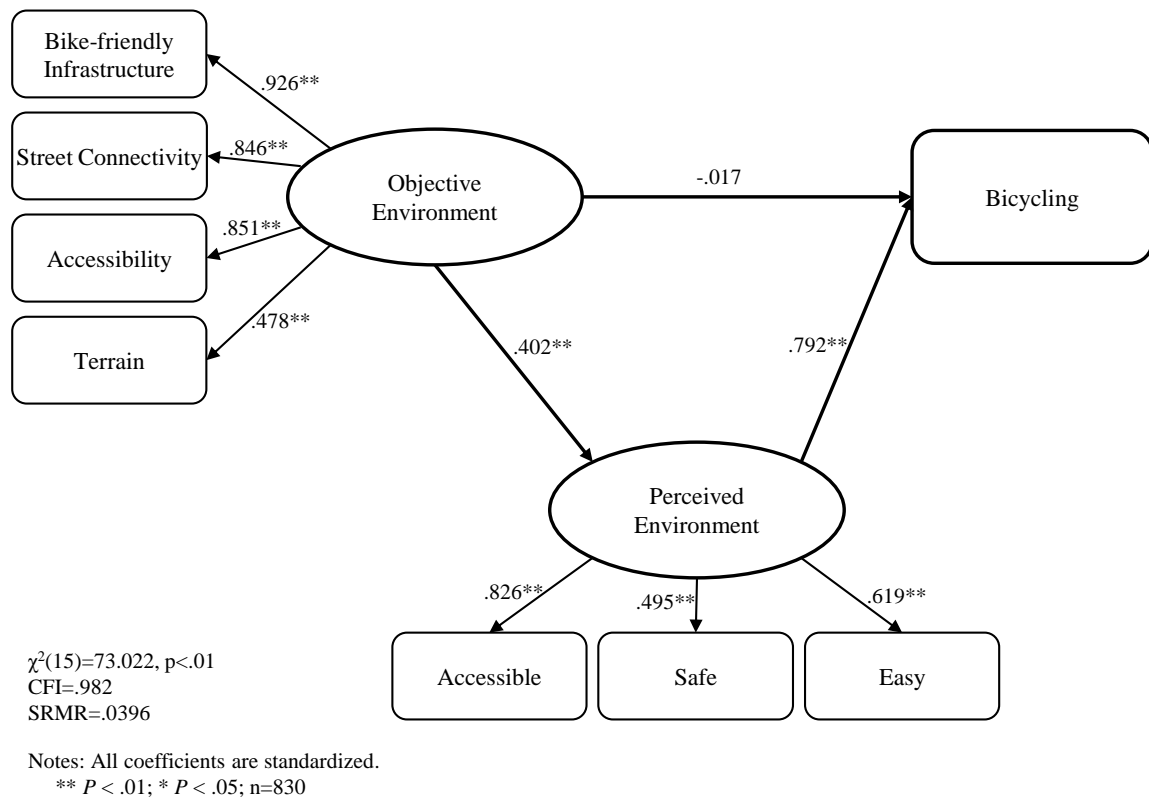 Bike-friendly
Infrastructure
.926**
Street Connectivity
.846**
Objective
Environment
-.017
Bicycling
.851**
Accessibility
.478**
Terrain
.402**
.792**
Perceived
Environment
.826**
.495**
.619**
Accessible
Safe
Easy
χ²(15)=73.022, p<.01
CFI=.982
SRMR=.0396
Notes: All coefficients are standardized.
** P < .01; * P < .05; n=830